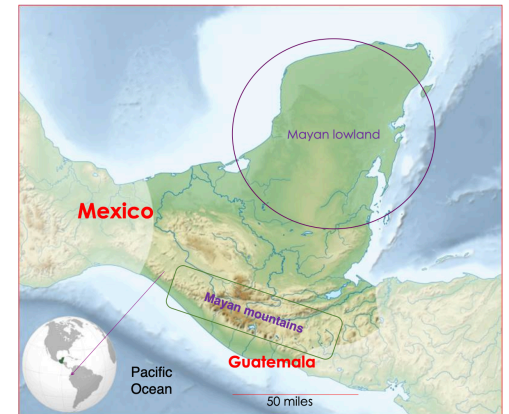 Mayan lowland
Mexico
Mayan mountains
Guatemala
Pacific
Ocean
50 miles